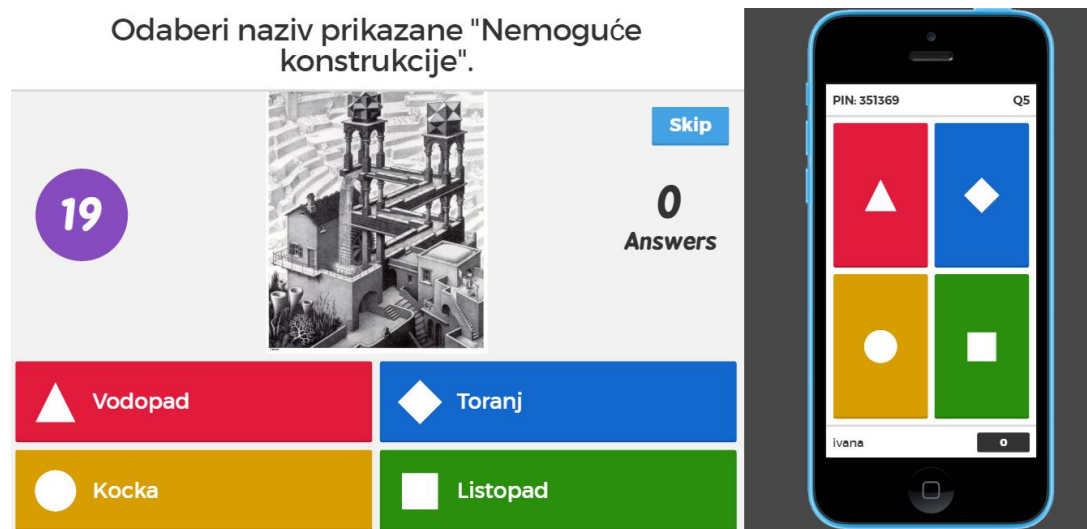 Odaberi naziv prikazane "Nemoguće
konstrukcije".
Skip
19
0
Answers
Vodopad
Toranj
Kocka
Listopad
PIN: 351369
Q5
ivana
0